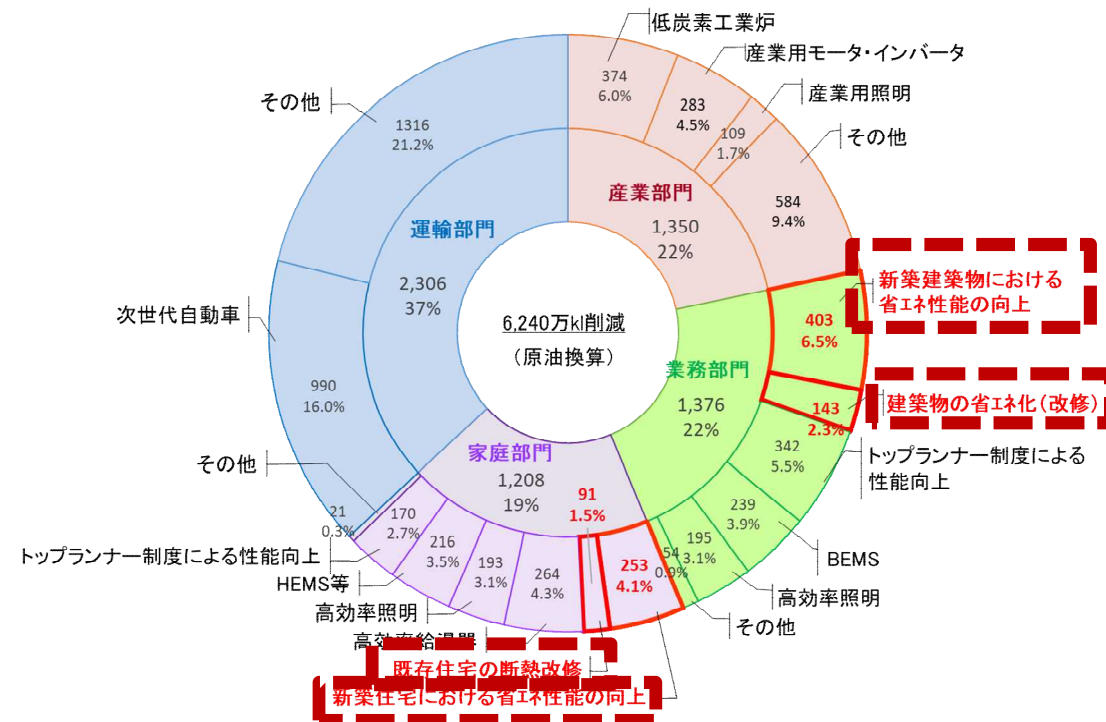 低炭素工業炉
374
6.0%
産業用モータ・インバータ
283
4.5%
産業用照明
109
1.7%
その他
584
9.4%
産業部門
1,350
22%
その他
1316
21.2%
運輸部門
2,306
37%
次世代自動車
990
16.0%
6,240万kl削減
（原油換算）
新築建築物における
省エネ性能の向上
403
6.5%
業務部門
1,376
22%
建築物の省エネ化（改修）
143
2.3%
トップランナー制度による
性能向上
342
5.5%
BEMS
239
3.9%
高効率照明
195
3.1%
その他
54
0.9%
家庭部門
1,208
19%
91
1.5%
253
4.1%
その他
21
0.3%
トップランナー制度による性能向上
170
2.7%
HEMS等
216
3.5%
高効率照明
193
3.1%
高効率給湯器
264
4.3%
既存住宅の断熱改修
新築住宅における省エネ性能の向上